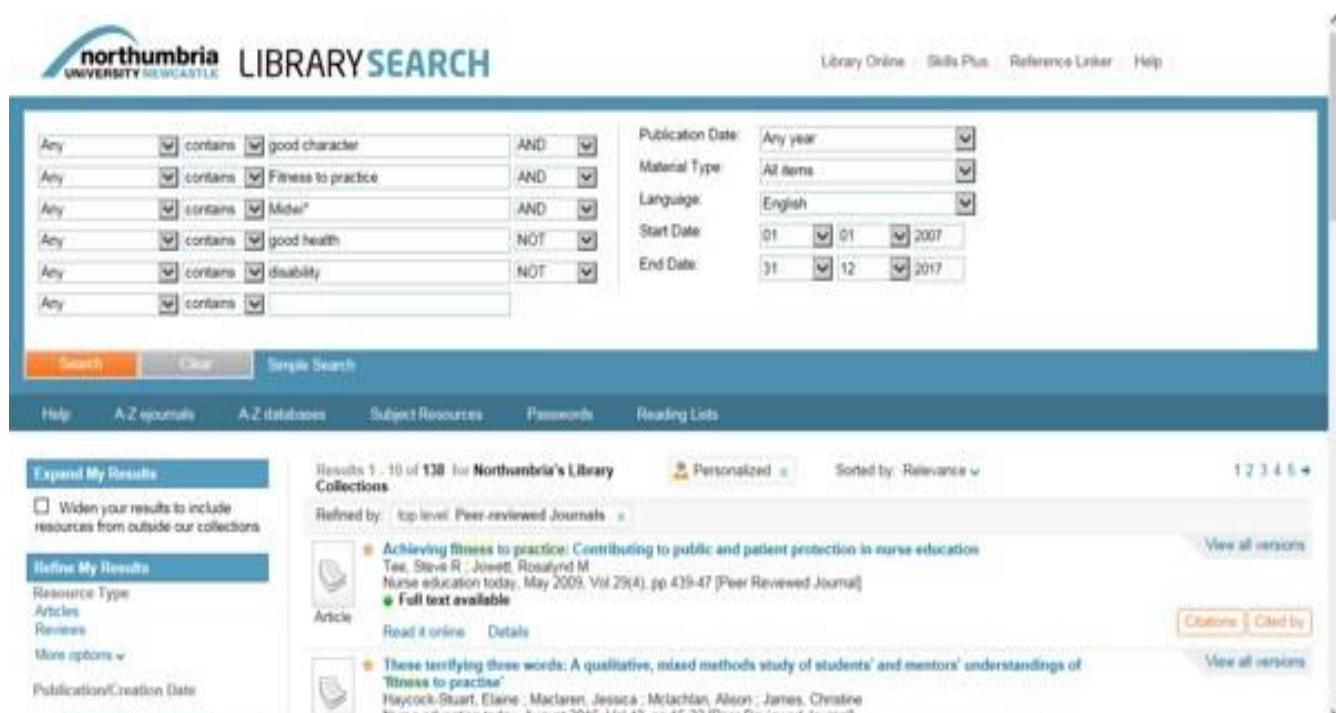 northumbria
UNIVERSITY NEWCASTLE
LIBRARYSEARCH
Library Online Skills Plus Reference Linker Help
Any contains good character AND
Any contains Fitness to practice AND
Any contains Midwi* AND
Any contains good health NOT
Any contains disability NOT
Any contains
Publication Date: Any year
Material Type: All items
Language: English
Start Date: 01 01 2007
End Date: 31 12 2017
Search Clear Simple Search
Help A-Z ejournals A-Z databases Subject Resources Passwords Reading Lists
Expand My Results
Widen your results to include
resources from outside our collections
Refine My Results
Resource Type
Articles
Reviews
More options
Publication/Creation Date
Results 1 - 10 of 138 for Northumbria's Library
Collections
Personalized x Sorted by: Relevance
1 2 3 4 5
Refined by: top level: Peer-reviewed Journals x
Achieving fitness to practice: Contributing to public and patient protection in nurse education
Tee, Steve R ; Jowett, Rosalynd M
Nurse education today, May 2009, Vol 29(4), pp.439-47 [Peer Reviewed Journal]
Full text available
Article
Read it online Details
View all versions
Citations Cited by
These terrifying three words: A qualitative, mixed methods study of students' and mentors' understandings of
'fitness to practise'
Haycock-Stuart, Elaine ; Maclaren, Jessica ; Mclachlan, Alison ; James, Christine
View all versions